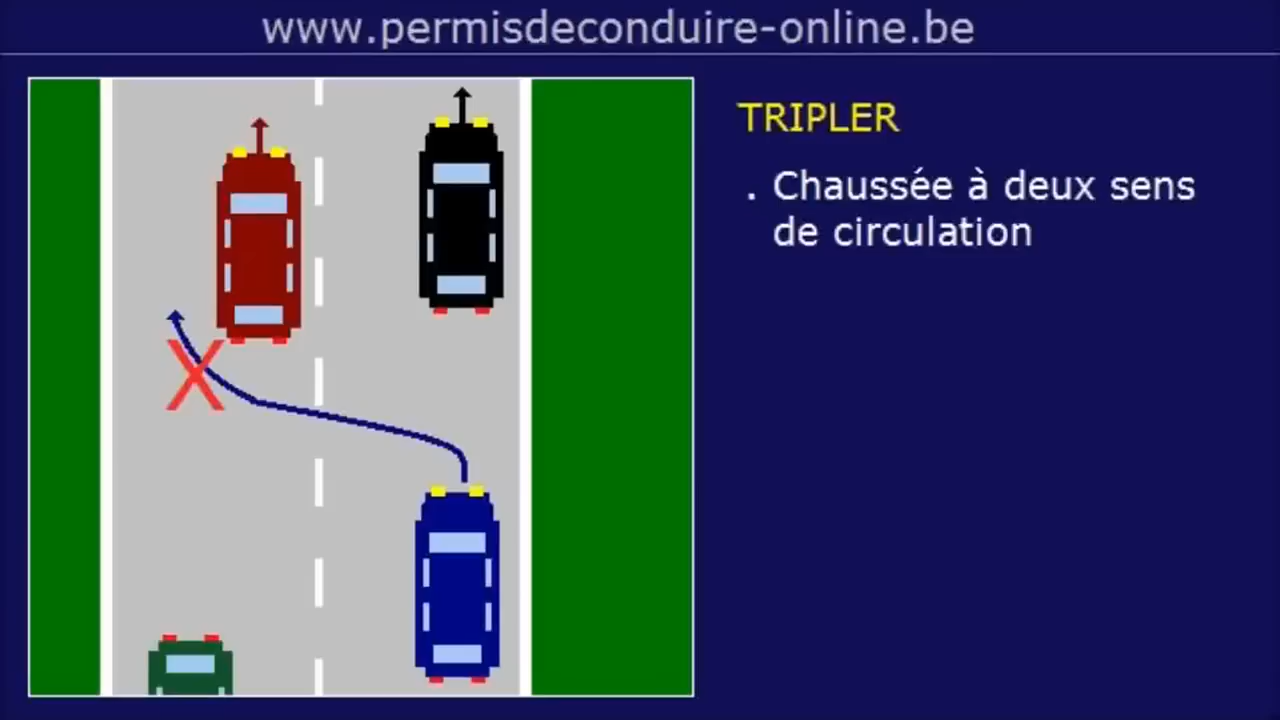 www.permisdeconduire-online.be
TRIPLER
. Chaussée à deux sens
de circulation